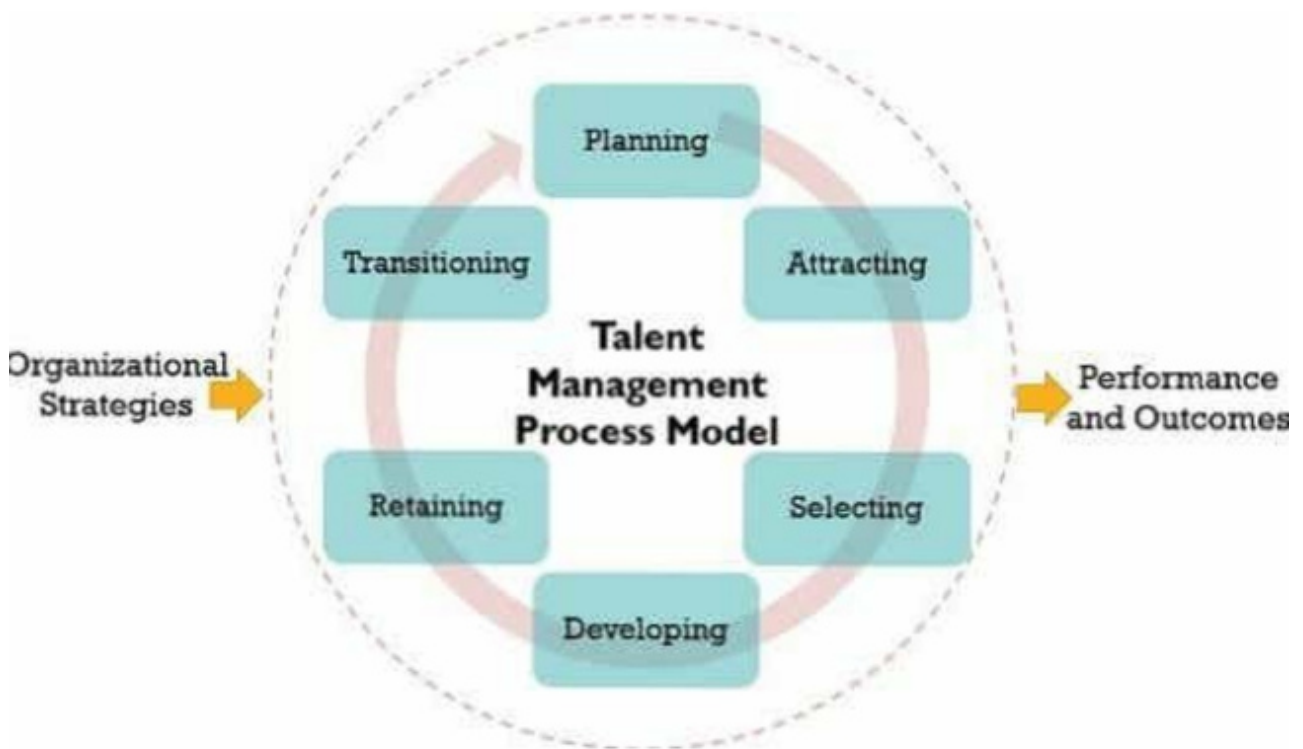 Planning
Transitioning
Attracting
Talent
Management
Process Model
Organizational
Strategies
Performance
and Outcomes
Retaining
Selecting
Developing